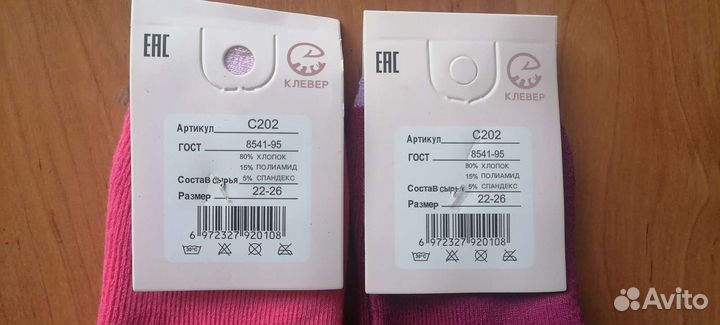 EAC
КЛЕВЕР
Артикул C202
ГОСТ 8541-95
80% ХЛОПОК
15% ПОЛИАМИД
Состав сырья 5% СПАНДЕКС
Размер 22-26
6 972327 920108
30°C
EAC
КЛЕВЕР
Артикул C202
ГОСТ 8541-95
80% ХЛОПОК
15% ПОЛИАМИД
Состав сырья 5% СПАНДЕКС
Размер 22-26
6 972327 920108
30°C
Avito